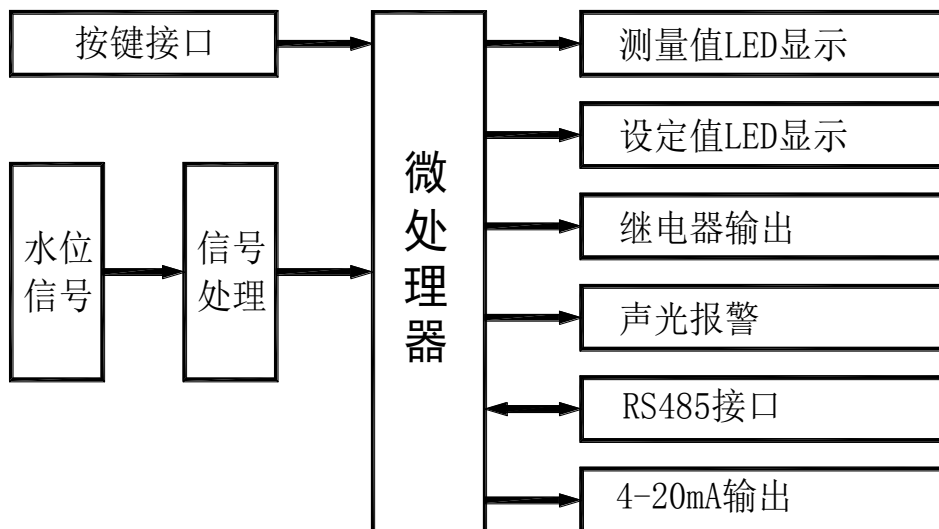 按键接口
水位
信号
信号
处理
微
处
理
器
测量值LED显示
设定值LED显示
继电器输出
声光报警
RS485接口
4-20mA输出